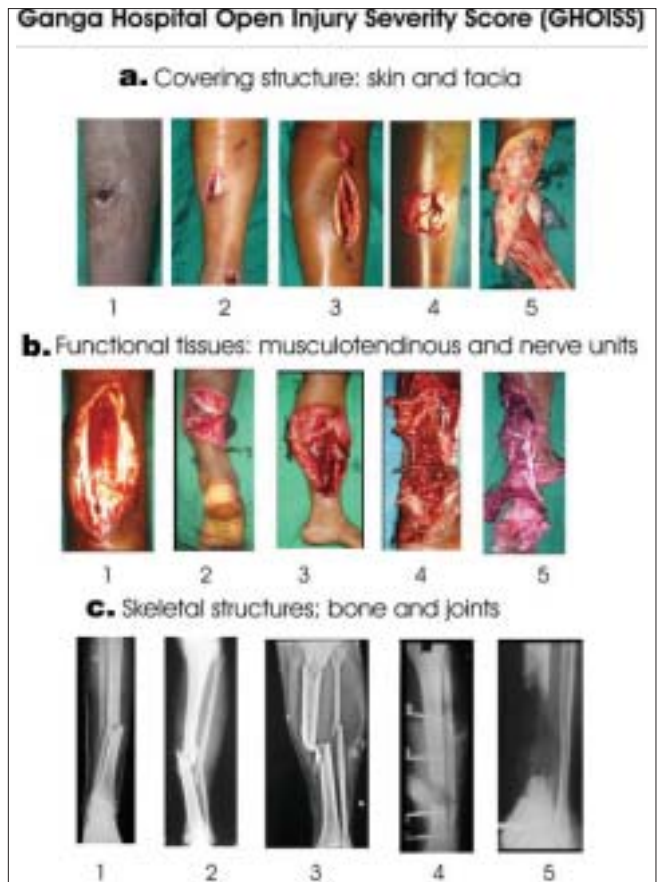 Ganga Hospital Open Injury Severity Score (GHOISS)
a. Covering structure: skin and facia
1 2 3 4 5
b. Functional tissues: musculotendinous and nerve units
1 2 3 4 5
c. Skeletal structures: bone and joints
1 2 3 4 5